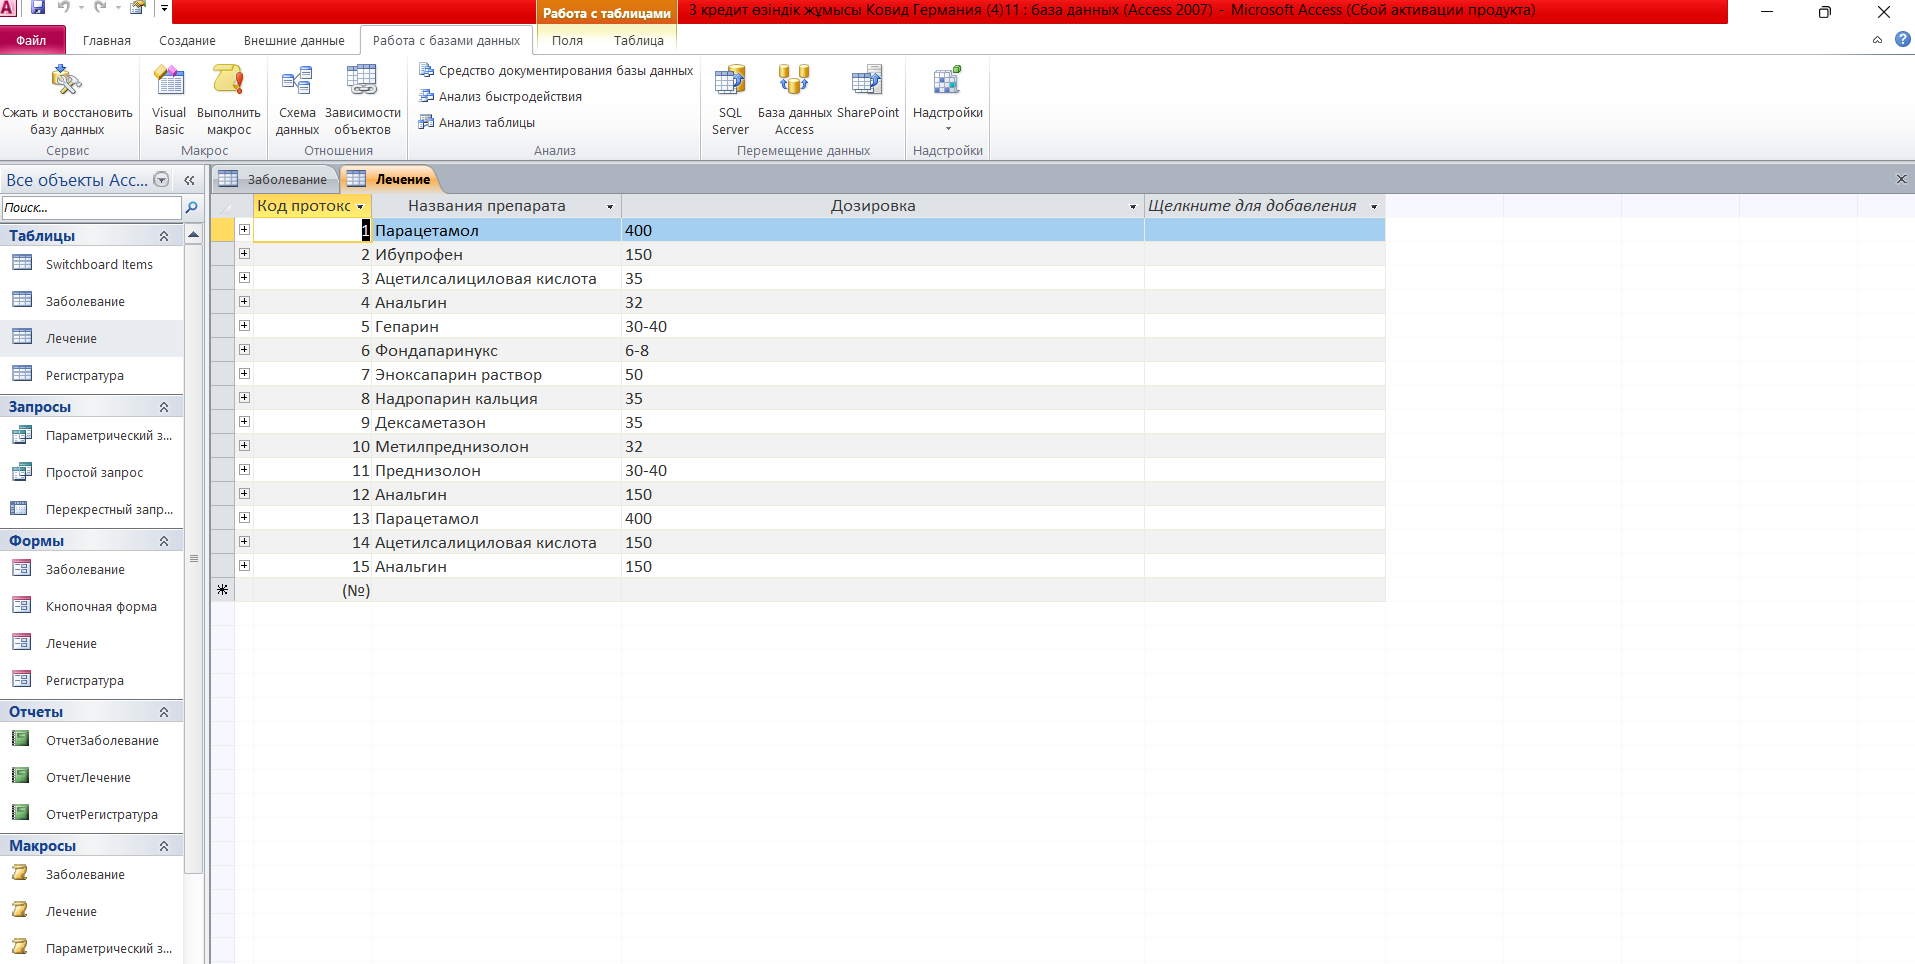 A
Работа с таблицами
3 кредит өзіндік жұмысы Ковид Германия (4)11 : база данных (Access 2007) - Microsoft Access (Сбой активации продукта)
Файл Главная Создание Внешние данные Работа с базами данных Поля Таблица
Сжать и восстановить базу данных
Visual Basic
Выполнить макрос
Схема данных
Зависимости объектов
Средство документирования базы данных
Анализ быстродействия
Анализ таблицы
SQL Server
База данных Access
SharePoint
Надстройки
Сервис Макрос Отношения Анализ Перемещение данных Надстройки
Все объекты Acc...
Поиск...
Таблицы
Switchboard Items
Заболевание
Лечение
Регистратура
Запросы
Параметрический з...
Простой запрос
Перекрестный запр...
Формы
Заболевание
Кнопочная форма
Лечение
Регистратура
Отчеты
ОтчетЗаболевание
ОтчетЛечение
ОтчетРегистратура
Макросы
Заболевание
Лечение
Параметрический з...
Заболевание Лечение
Код протокс Названия препарата Дозировка Щелкните для добавления
1 Парацетамол 400
2 Ибупрофен 150
3 Ацетилсалициловая кислота 35
4 Анальгин 32
5 Гепарин 30-40
6 Фондапаринукс 6-8
7 Эноксапарин раствор 50
8 Надропарин кальция 35
9 Дексаметазон 35
10 Метилпреднизолон 32
11 Преднизолон 30-40
12 Анальгин 150
13 Парацетамол 400
14 Ацетилсалициловая кислота 150
15 Анальгин 150
(№)